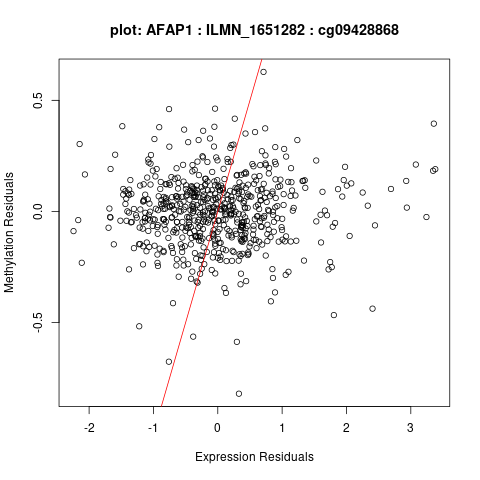 plot: AFAP1 : ILMN_1651282 : cg09428868
0.5
0.0
-0.5
Methylation Residuals
-2 -1 0 1 2 3
Expression Residuals